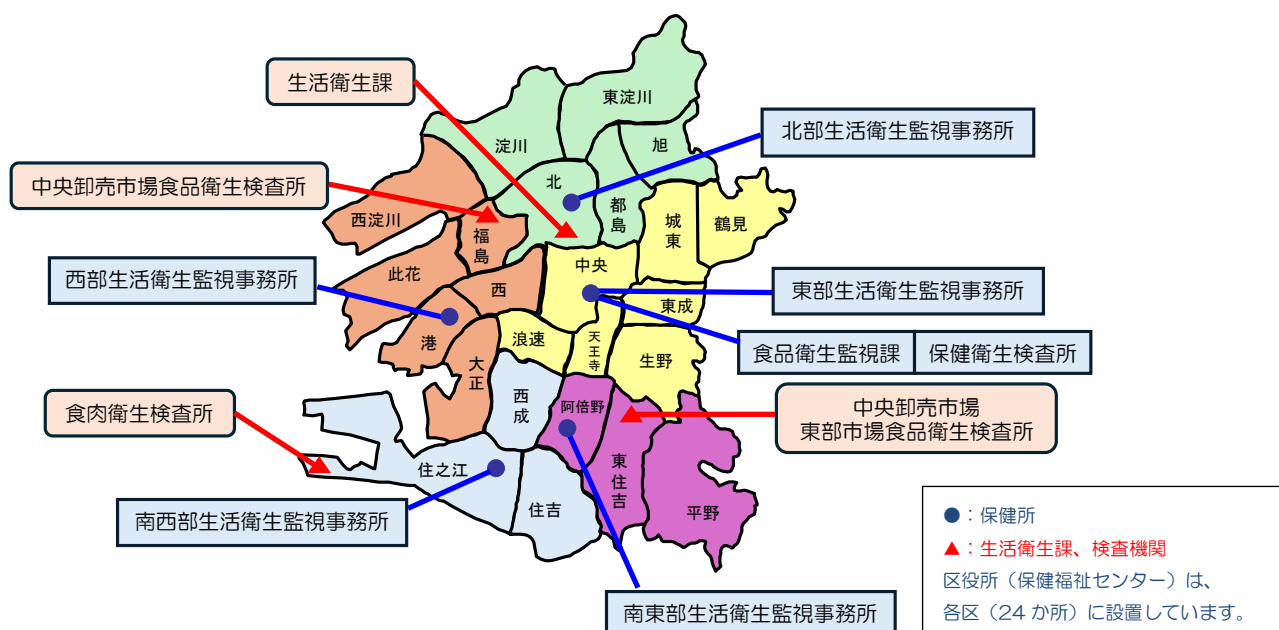 生活衛生課
東淀川
北部生活衛生監視事務所
淀川
旭
中央卸売市場食品衛生検査所
北
都島
西淀川
福島
城東
鶴見
西部生活衛生監視事務所
此花
中央
東部生活衛生監視事務所
西
東成
港
浪速
天王寺
食品衛生監視課
保健衛生検査所
大正
生野
西成
食肉衛生検査所
阿倍野
中央卸売市場
東部市場食品衛生検査所
住之江
東住吉
南西部生活衛生監視事務所
住吉
平野
南東部生活衛生監視事務所
●：保健所
▲：生活衛生課、検査機関
区役所（保健福祉センター）は、
各区（24 か所）に設置しています。